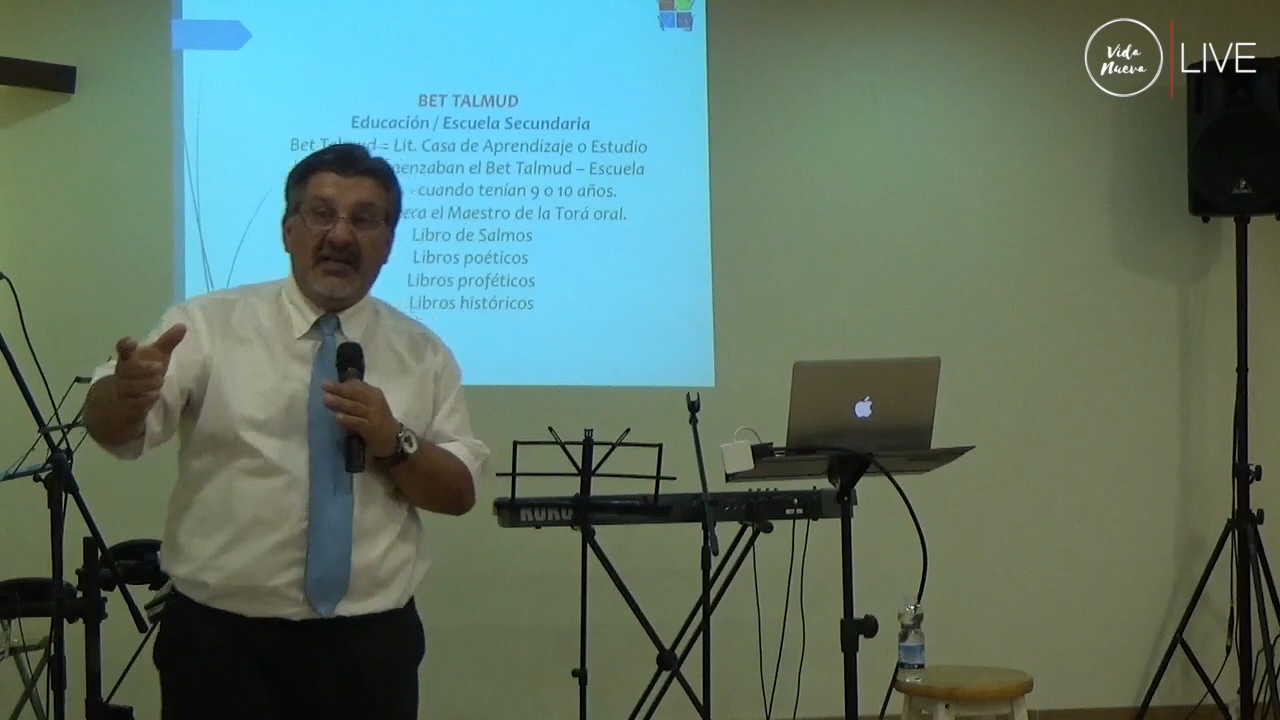 Vida
Nueva
LIVE
BET TALMUD
Educación / Escuela Secundaria
Bet = Lit. Casa de Aprendizaje o Estudio
el Bet Talmud – Escuela
cuando tenían 9 o 10 años.
el Maestro de la Torá oral.
Libro de Salmos
Libros poéticos
Libros proféticos
Libros históricos
KORG